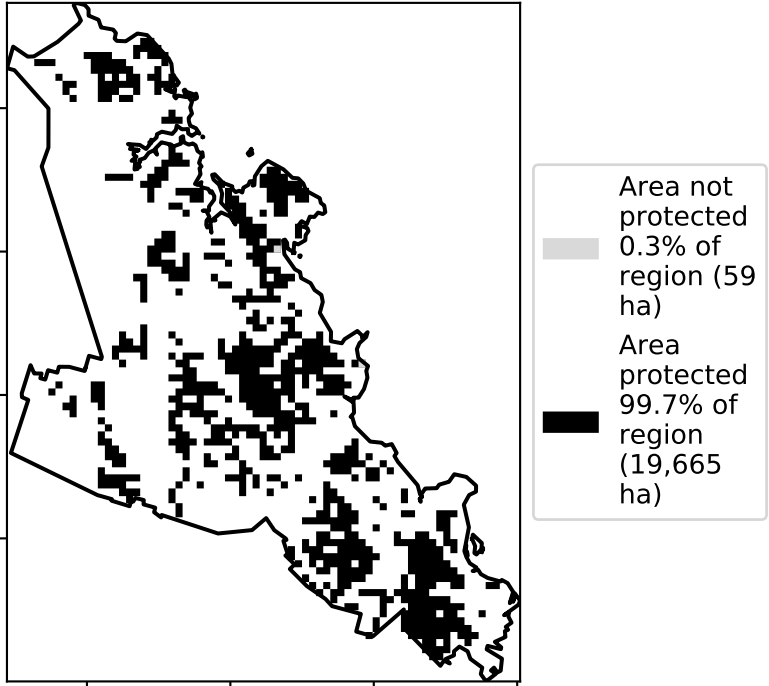 Area not
protected
0.3% of
region (59
ha)
Area
protected
99.7% of
region
(19,665
ha)